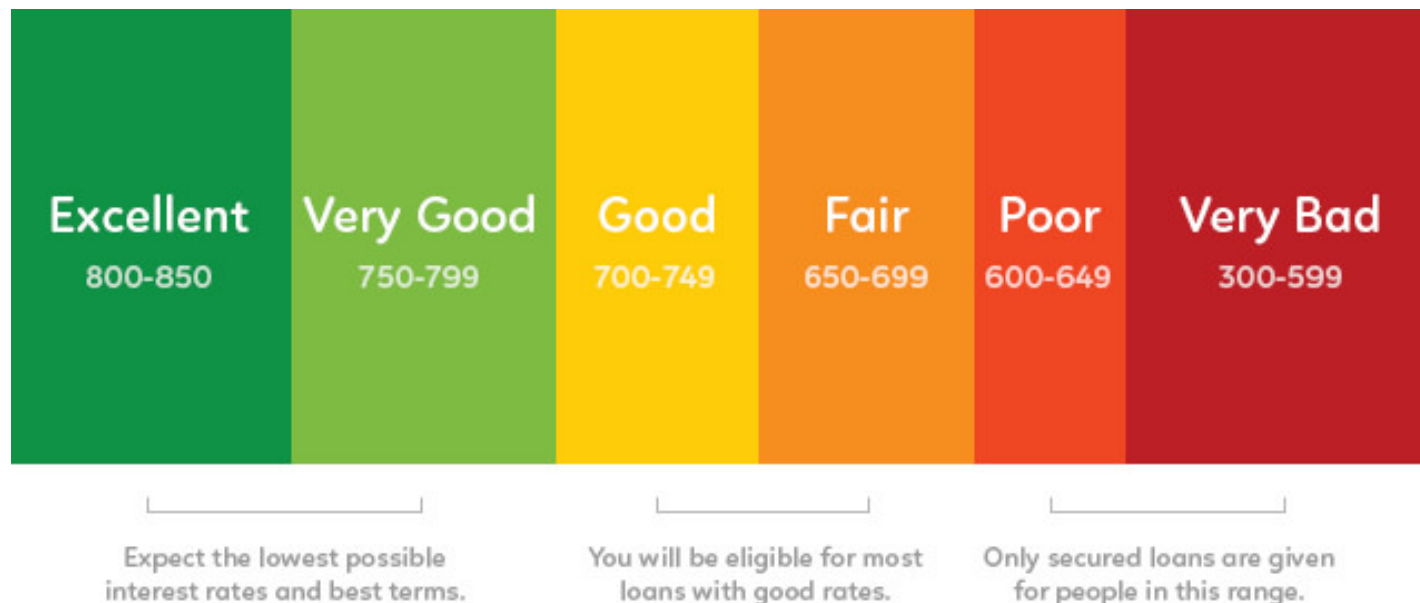 Excellent
800-850
Very Good
750-799
Good
700-749
Fair
650-699
Poor
600-649
Very Bad
300-599
Expect the lowest possible
interest rates and best terms.
You will be eligible for most
loans with good rates.
Only secured loans are given
for people in this range.